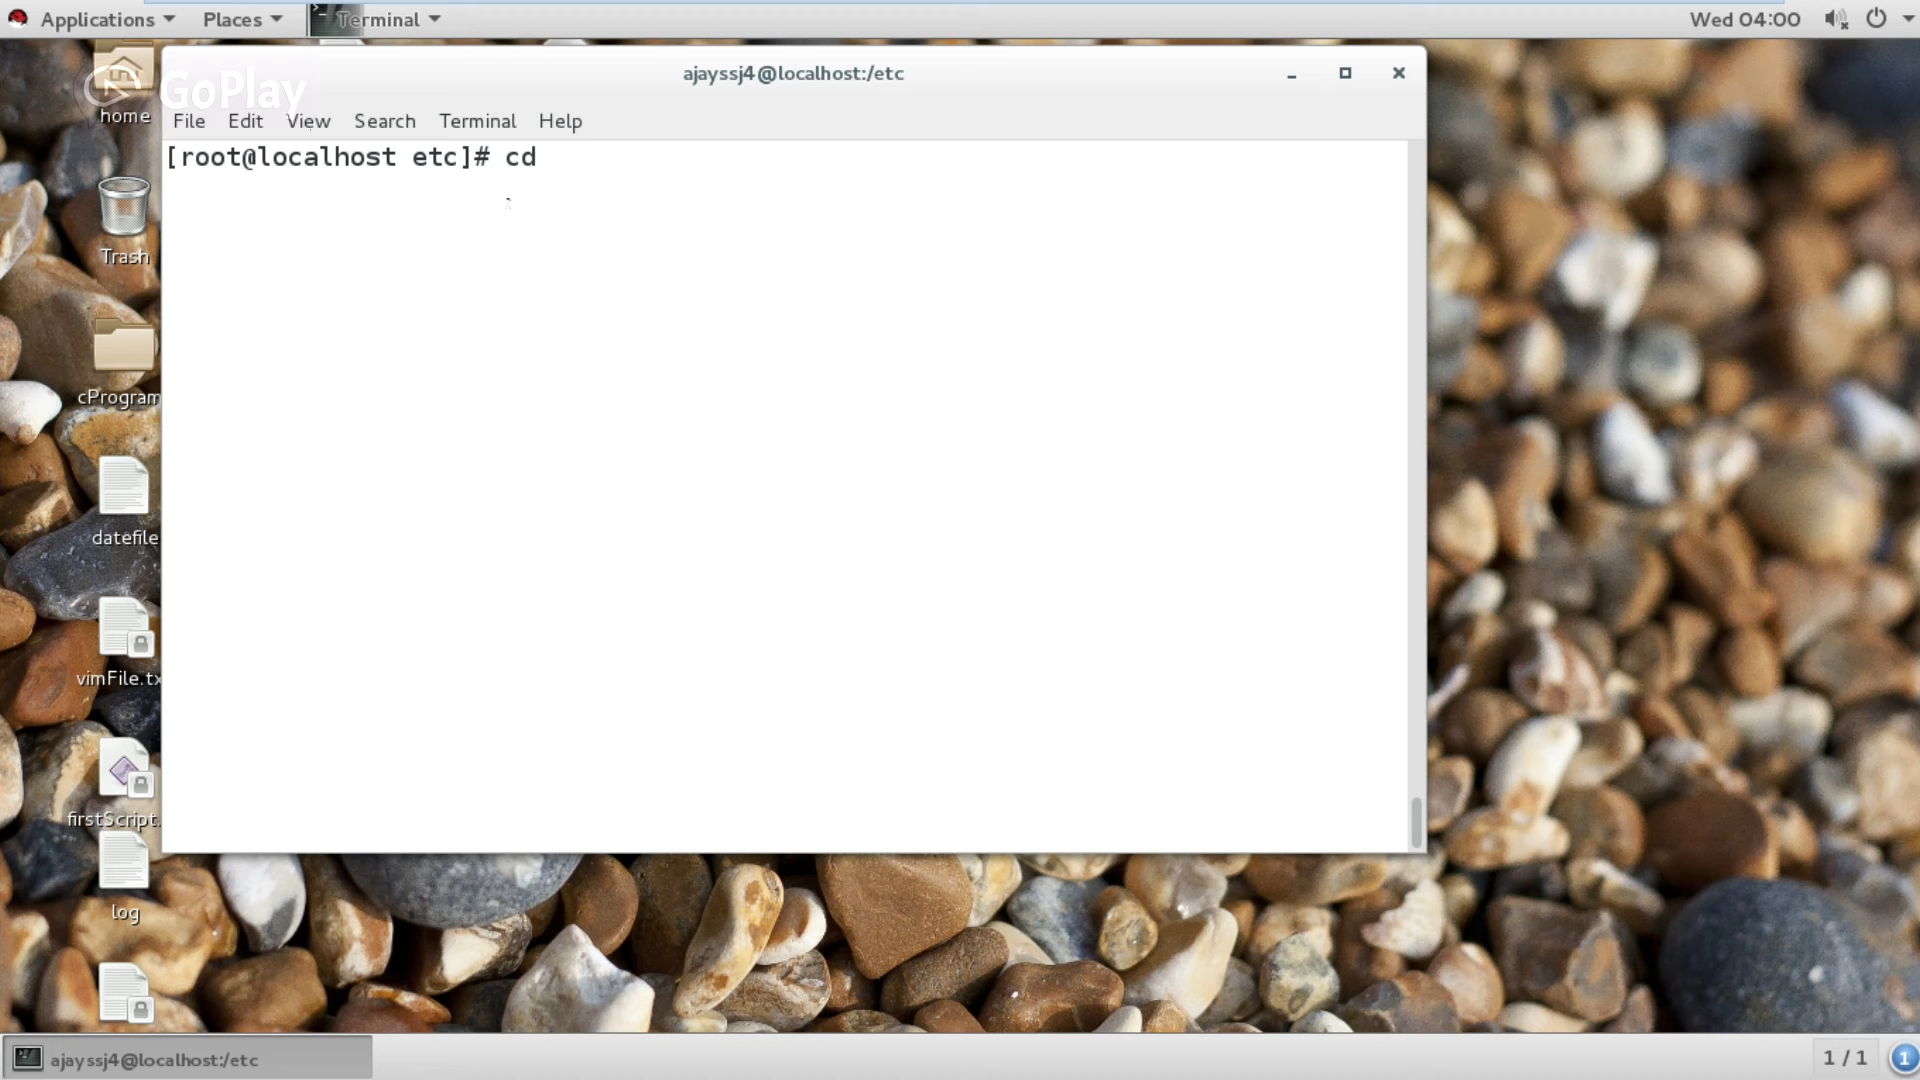 Applications
Places
Terminal
Wed 04:00
GoPlay
ajayssj4@localhost:/etc
File Edit View Search Terminal Help
[root@localhost etc]# cd
home
Trash
cProgram
datefile
vimFile.tx
firstScript.
log
ajayssj4@localhost:/etc
1 / 1
1